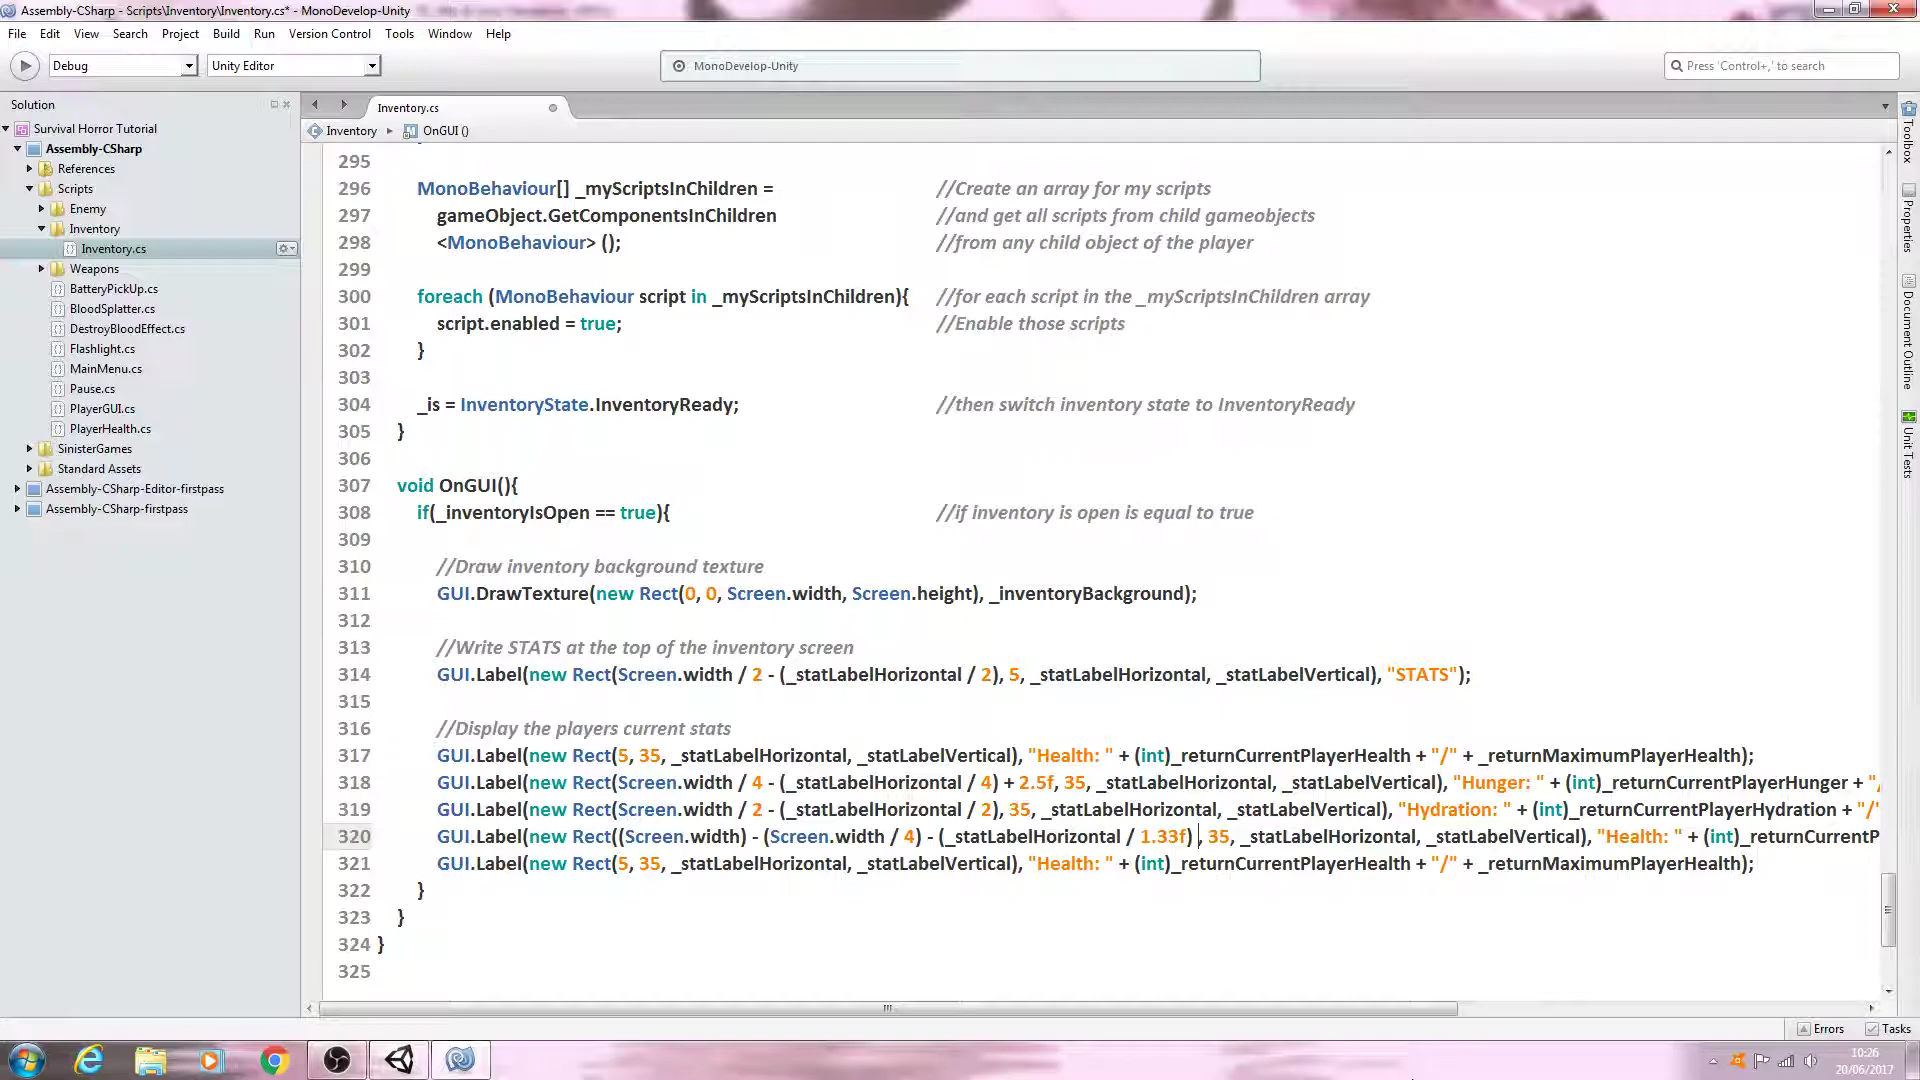 Assembly-CSharp - Scripts\Inventory\Inventory.cs* - MonoDevelop-Unity
File Edit View Search Project Build Run Version Control Tools Window Help
Debug Unity Editor MonoDevelop-Unity Press 'Control+,' to search
Solution
Survival Horror Tutorial
Assembly-CSharp
References
Scripts
Enemy
Inventory
Inventory.cs
Weapons
BatteryPickUp.cs
BloodSplatter.cs
DestroyBloodEffect.cs
Flashlight.cs
MainMenu.cs
Pause.cs
PlayerGUI.cs
PlayerHealth.cs
SinisterGames
Standard Assets
Assembly-CSharp-Editor-firstpass
Assembly-CSharp-firstpass
Inventory.cs
Inventory OnGUI ()
295
296 MonoBehaviour[] _myScriptsInChildren = //Create an array for my scripts
297 gameObject.GetComponentsInChildren //and get all scripts from child gameobjects
298 <MonoBehaviour> (); //from any child object of the player
299
300 foreach (MonoBehaviour script in _myScriptsInChildren){ //for each script in the _myScriptsInChildren array
301 script.enabled = true; //Enable those scripts
302 }
303
304 _is = InventoryState.InventoryReady; //then switch inventory state to InventoryReady
305 }
306
307 void OnGUI(){
308 if(_inventoryIsOpen == true){ //if inventory is open is equal to true
309
310 //Draw inventory background texture
311 GUI.DrawTexture(new Rect(0, 0, Screen.width, Screen.height), _inventoryBackground);
312
313 //Write STATS at the top of the inventory screen
314 GUI.Label(new Rect(Screen.width / 2 - (_statLabelHorizontal / 2), 5, _statLabelHorizontal, _statLabelVertical), "STATS");
315
316 //Display the players current stats
317 GUI.Label(new Rect(5, 35, _statLabelHorizontal, _statLabelVertical), "Health: " + (int)_returnCurrentPlayerHealth + "/" + _returnMaximumPlayerHealth);
318 GUI.Label(new Rect(Screen.width / 4 - (_statLabelHorizontal / 4) + 2.5f, 35, _statLabelHorizontal, _statLabelVertical), "Hunger: " + (int)_returnCurrentPlayerHunger + "/
319 GUI.Label(new Rect(Screen.width / 2 - (_statLabelHorizontal / 2), 35, _statLabelHorizontal, _statLabelVertical), "Hydration: " + (int)_returnCurrentPlayerHydration + "/"
320 GUI.Label(new Rect((Screen.width) - (Screen.width / 4) - (_statLabelHorizontal / 1.33f) , 35, _statLabelHorizontal, _statLabelVertical), "Health: " + (int)_returnCurrentP
321 GUI.Label(new Rect(5, 35, _statLabelHorizontal, _statLabelVertical), "Health: " + (int)_returnCurrentPlayerHealth + "/" + _returnMaximumPlayerHealth);
322 }
323 }
324 }
325
Toolbox
Properties
Document Outline
Unit Tests
Errors Tasks
10:26
20/06/2017